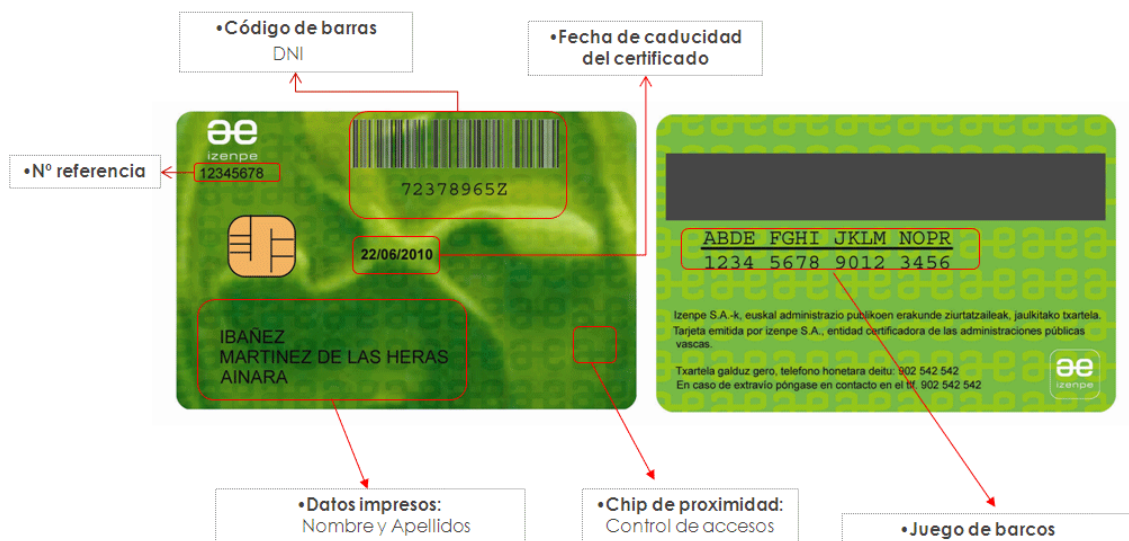 •Código de barras
DNI
•Fecha de caducidad
del certificado
•Nº referencia
izenpe
12345678
72378965Z
22/06/2010
IBAÑEZ
MARTINEZ DE LAS HERAS
AINARA
ABDE FGHI JKLM NOPR
1234 5678 9012 3456
Izenpe S.A.-k, euskal administrazio publikoen erakunde ziurtatzaileak, jaulkitako txartela.
Tarjeta emitida por izenpe S.A., entidad certificadora de las administraciones públicas
vascas.
Txartela galduz gero, telefono honetara deitu: 902 542 542
En caso de extravío póngase en contacto en el tlf. 902 542 542
izenpe
•Datos impresos:
Nombre y Apellidos
•Chip de proximidad:
Control de accesos
•Juego de barcos